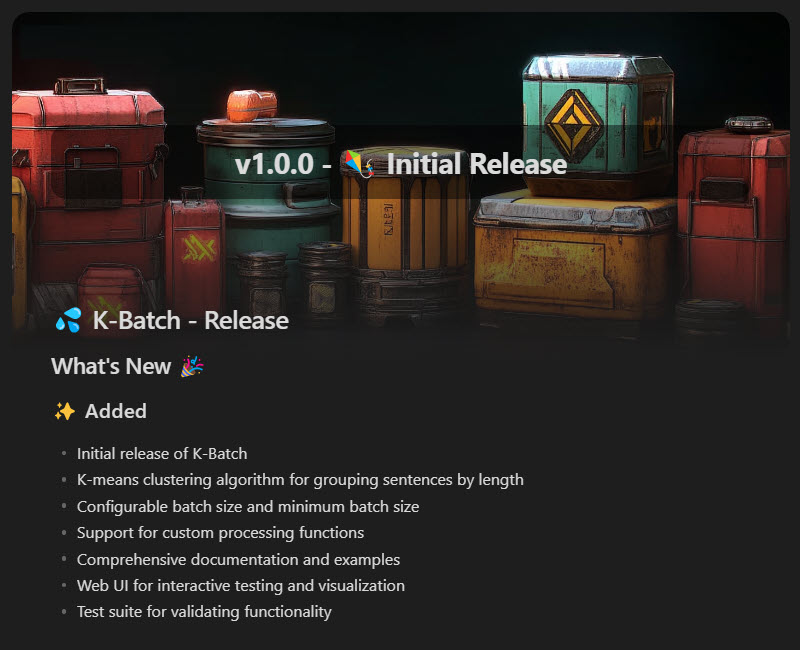 v1.0.0 - 🪁 Initial Release
💦 K-Batch - Release
What's New 🎉
✨ Added
• Initial release of K-Batch
• K-means clustering algorithm for grouping sentences by length
• Configurable batch size and minimum batch size
• Support for custom processing functions
• Comprehensive documentation and examples
• Web UI for interactive testing and visualization
• Test suite for validating functionality